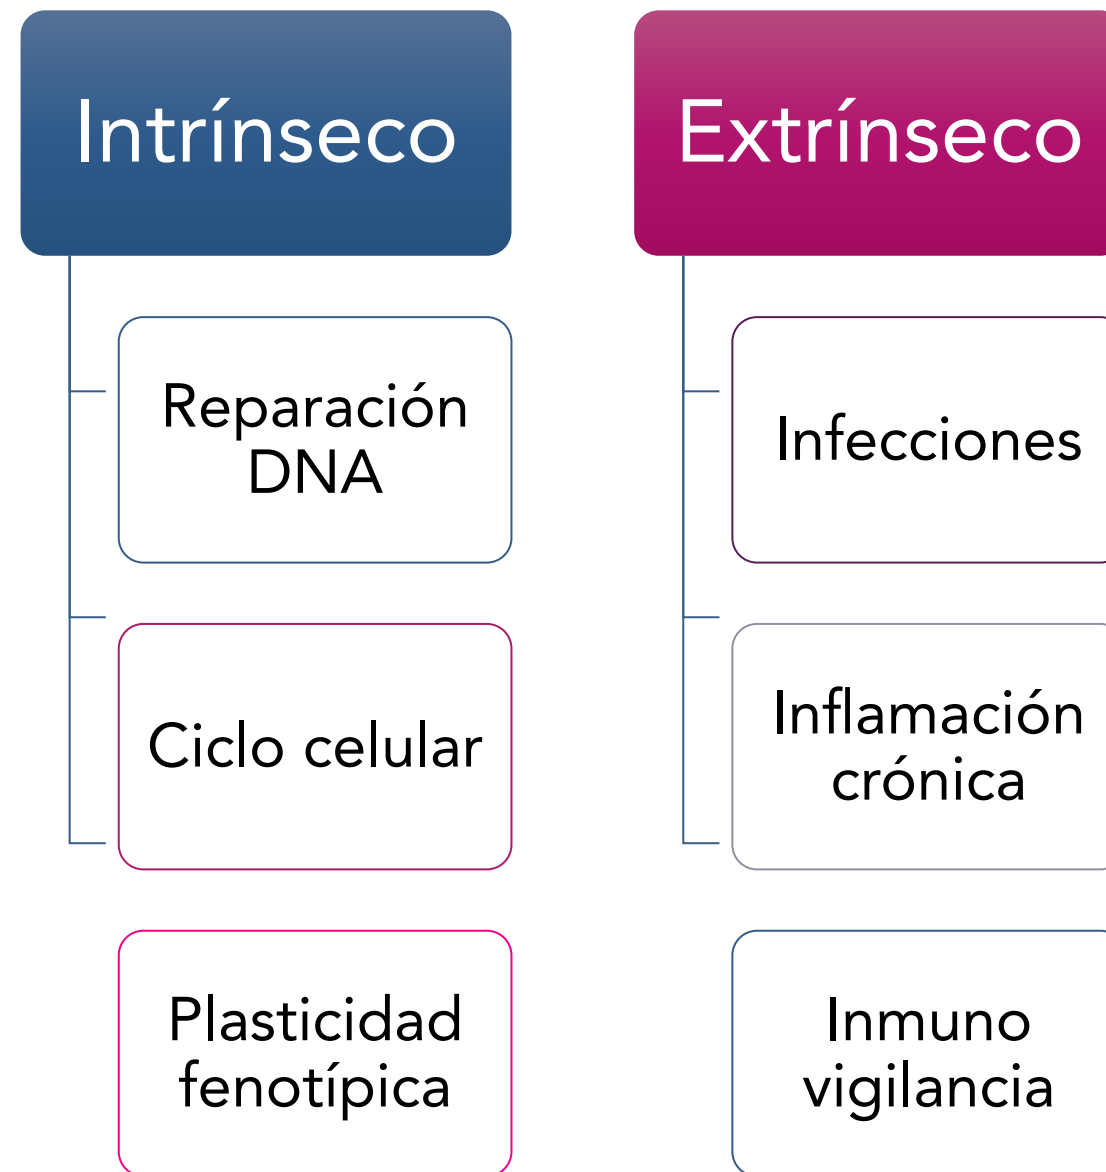 Intrínseco
Reparación
DNA
Ciclo celular
Plasticidad
fenotípica
Extrínseco
Infecciones
Inflamación
crónica
Inmuno
vigilancia